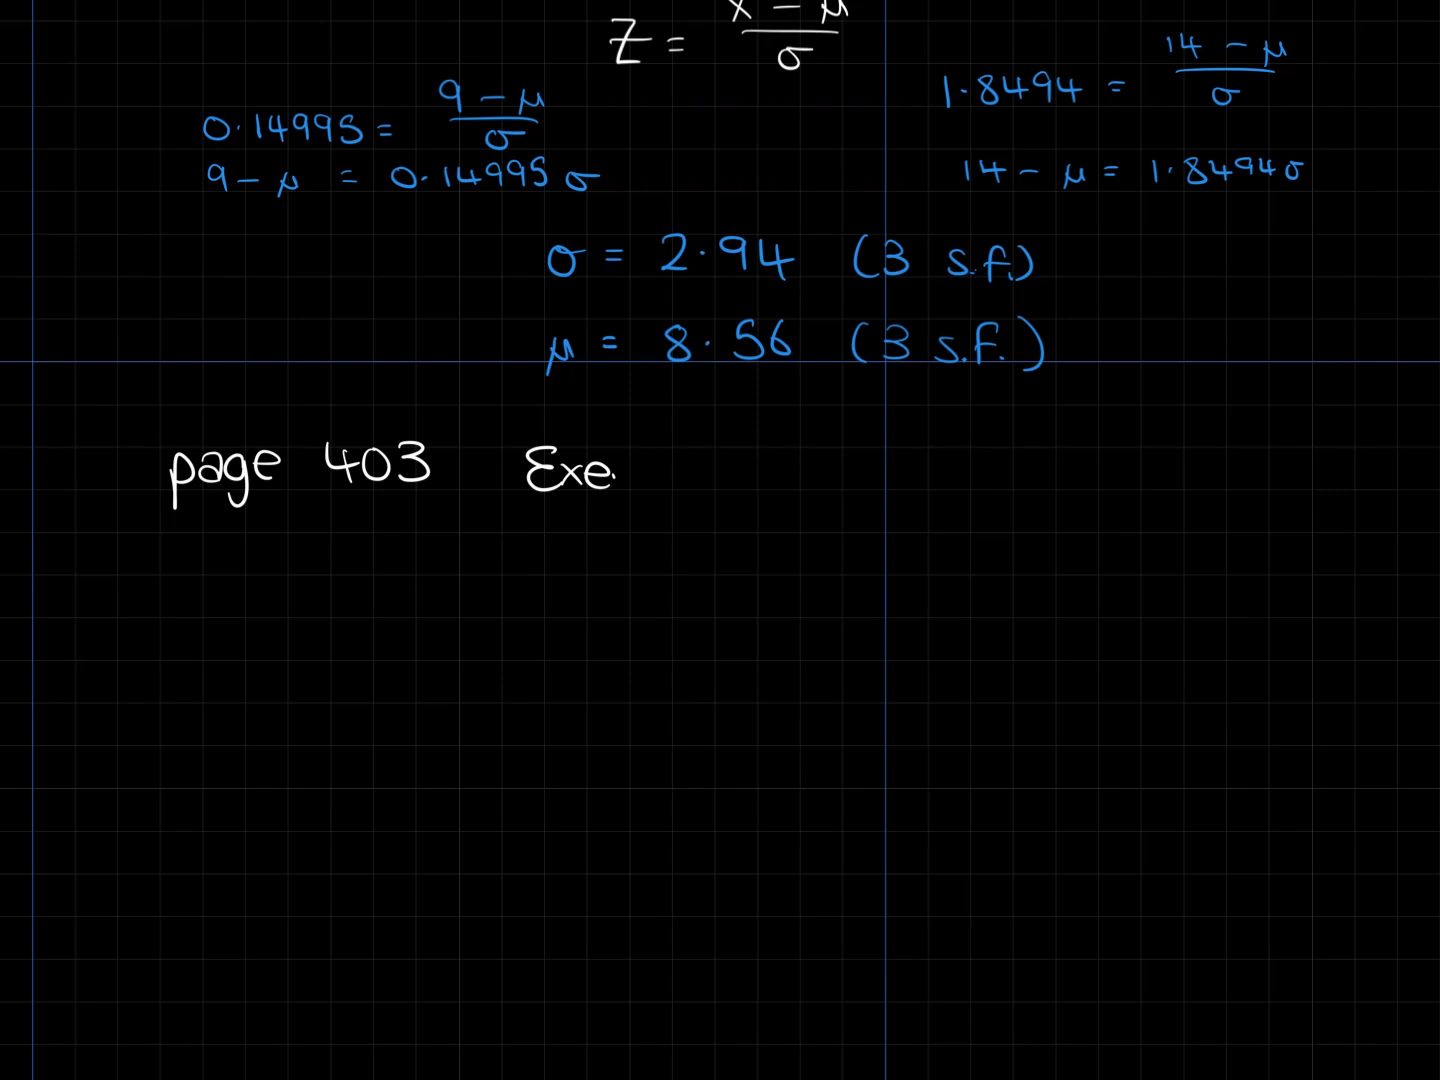 Z = x - μ / σ
0.14995 = 9 - μ / σ
9 - μ = 0.14995 σ
1.8494 = 14 - μ / σ
14 - μ = 1.8494σ
σ = 2.94 (3 s.f.)
μ = 8.56 (3 s.f.)
page 403 Exe.